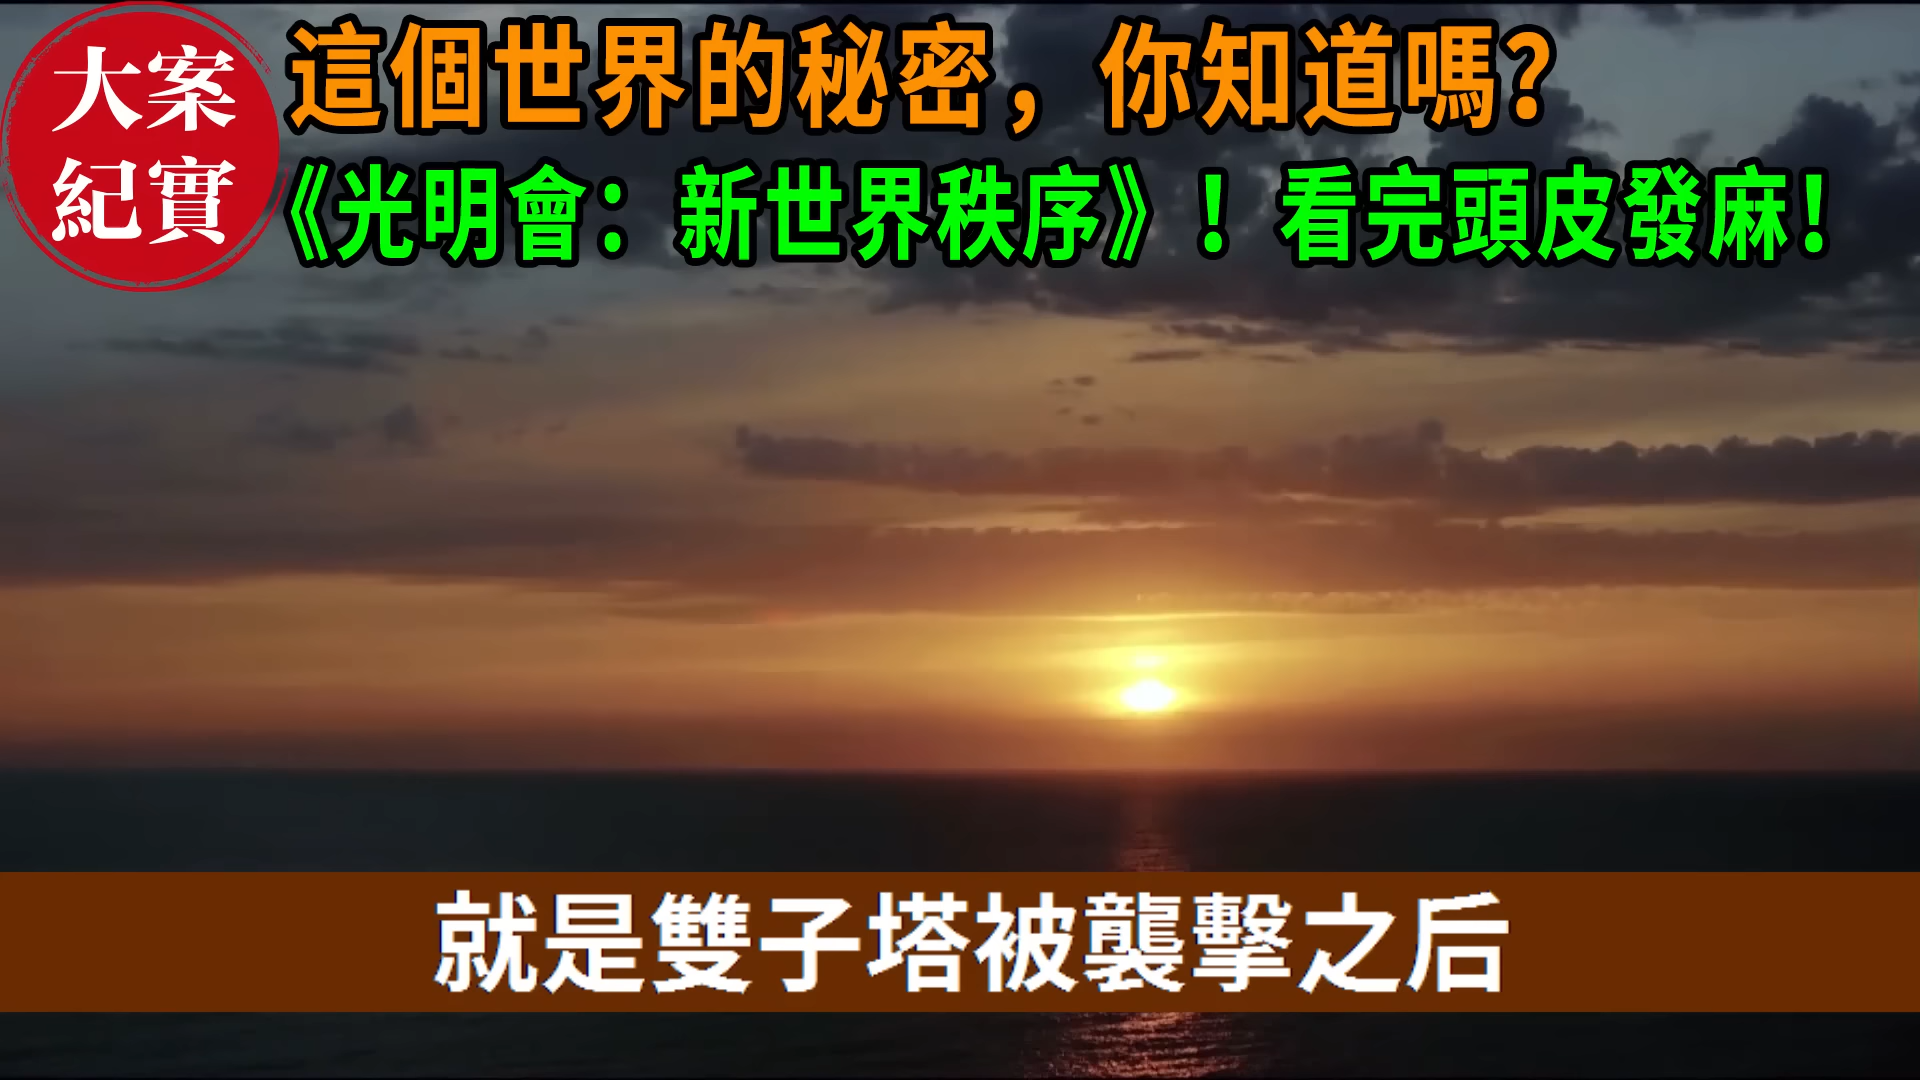 大案
紀實
這個世界的秘密，你知道嗎？
《光明會：新世界秩序》！看完頭皮發麻！
就是雙子塔被襲擊之后